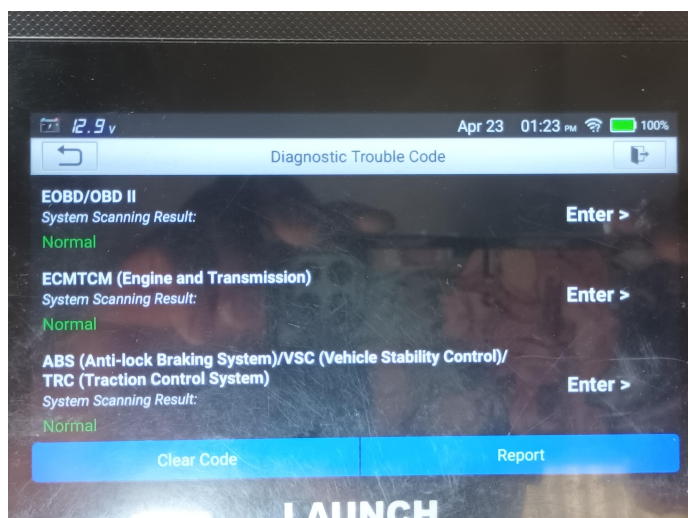 12.9 v
Apr 23 01:23 PM 100%
Diagnostic Trouble Code
EOBD/OBD II
System Scanning Result:
Enter >
Normal
ECMTCM (Engine and Transmission)
System Scanning Result:
Enter >
Normal
ABS (Anti-lock Braking System)/VSC (Vehicle Stability Control)/
TRC (Traction Control System)
Enter >
System Scanning Result:
Normal
Clear Code
Report
LAUNCH